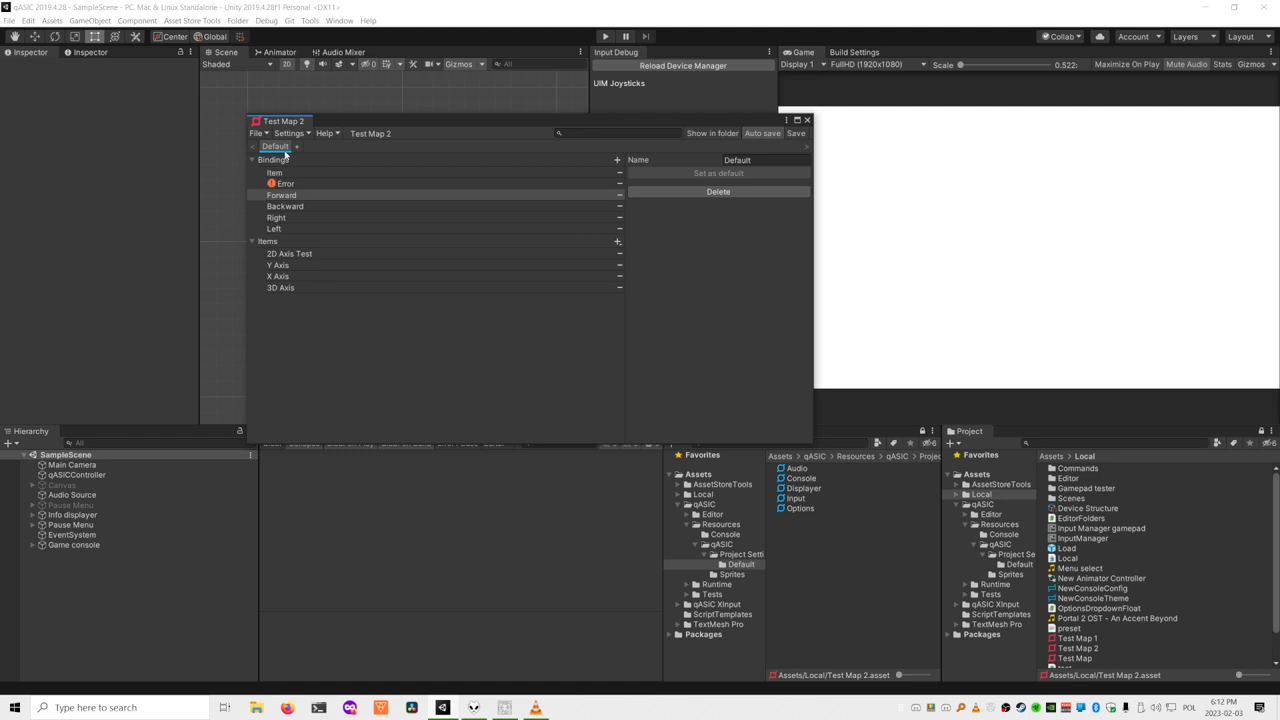 qASIC 2019.4.28 - SampleScene - PC, Mac & Linux Standalone - Unity 2019.4.28f1 Personal <DX11>
File Edit Assets GameObject Component Asset Store Tools Folder Debug Git Tools Window Help
Center Global
Collab Account Layers Layout
Inspector Inspector Scene Animator Audio Mixer Input Debug Game Build Settings
Shaded 2D 0 Gizmos All Reload Device Manager Display 1 FullHD (1920x1080) Scale 0.522: Maximize On Play Mute Audio Stats Gizmos
UIM Joysticks
Test Map 2
File Settings Help Test Map 2 Show in folder Auto save Save
< Default + >
Bindings + Name Default
Item Set as default
Error
Forward Delete
Backward
Right
Left
Items
2D Axis Test
Y Axis
X Axis
3D Axis
Hierarchy Project
All 6 6
SampleScene Favorites Assets > qASIC > Resources > qASIC > Proje Favorites Assets > Local
Main Camera Audio Commands
qASICController Assets Console Assets Editor
Canvas AssetStoreTools Displayer AssetStoreTools Gamepad tester
Audio Source Local Input Local Scenes
Pause Menu qASIC Options qASIC Device Structure
Info displayer Editor Editor EditorFolders
Pause Menu Resources Resources Input Manager gamepad
EventSystem Console Console InputManager
Game console qASIC qASIC Load
Project Setti Project Se Local
Default Default Menu select
Sprites Sprites New Animator Controller
Runtime Runtime NewConsoleConfig
Tests Tests NewConsoleTheme
qASIC XInput qASIC XInput OptionsDropdownFloat
ScriptTemplates ScriptTemplates Portal 2 OST - An Accent Beyond
TextMesh Pro TextMesh Pro preset
Packages Packages Test Map 1
Test Map 2
Test Map
Assets/Local/Test Map 2.asset Assets/Local/Test Map 2.asset
Type here to search POL 6:12 PM
2023-02-03